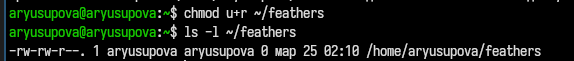 aryusupova@aryusupova:~$ chmod u+r ~/feathers
aryusupova@aryusupova:~$ ls -l ~/feathers
-rw-rw-r--. 1 aryusupova aryusupova 0 мар 25 02:10 /home/aryusupova/feathers